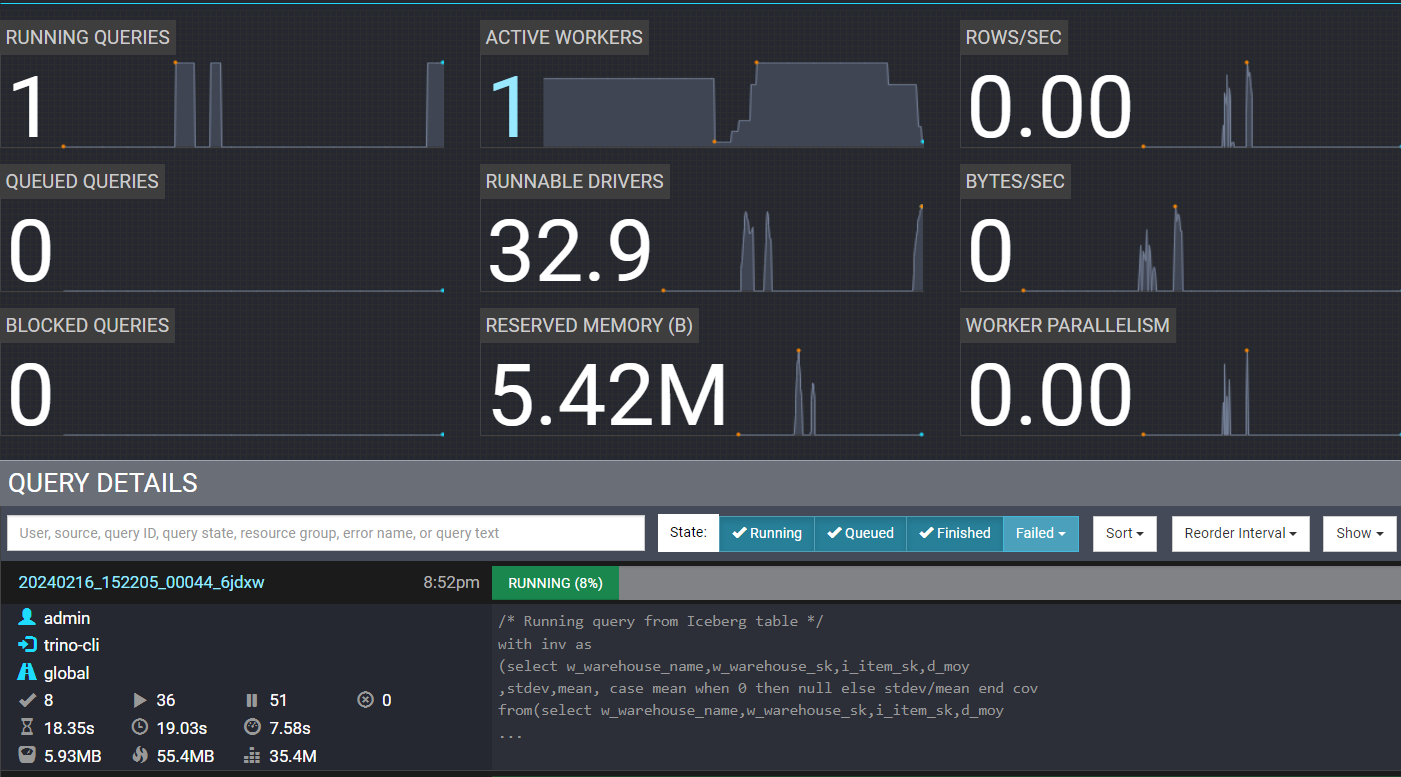 RUNNING QUERIES
1
ACTIVE WORKERS
1
ROWS/SEC
0.00
QUEUED QUERIES
0
RUNNABLE DRIVERS
32.9
BYTES/SEC
0
BLOCKED QUERIES
0
RESERVED MEMORY (B)
5.42M
WORKER PARALLELISM
0.00
QUERY DETAILS
User, source, query ID, query state, resource group, error name, or query text
State: Running Queued Finished Failed
Sort
Reorder Interval
Show
20240216_152205_00044_6jdxw 8:52pm
RUNNING (8%)
admin
trino-cli
global
8 36 51 0
18.35s 19.03s 7.58s
5.93MB 55.4MB 35.4M
/* Running query from Iceberg table */
with inv as
(select w_warehouse_name,w_warehouse_sk,i_item_sk,d_moy
,stdev,mean, case mean when 0 then null else stdev/mean end cov
from(select w_warehouse_name,w_warehouse_sk,i_item_sk,d_moy
...